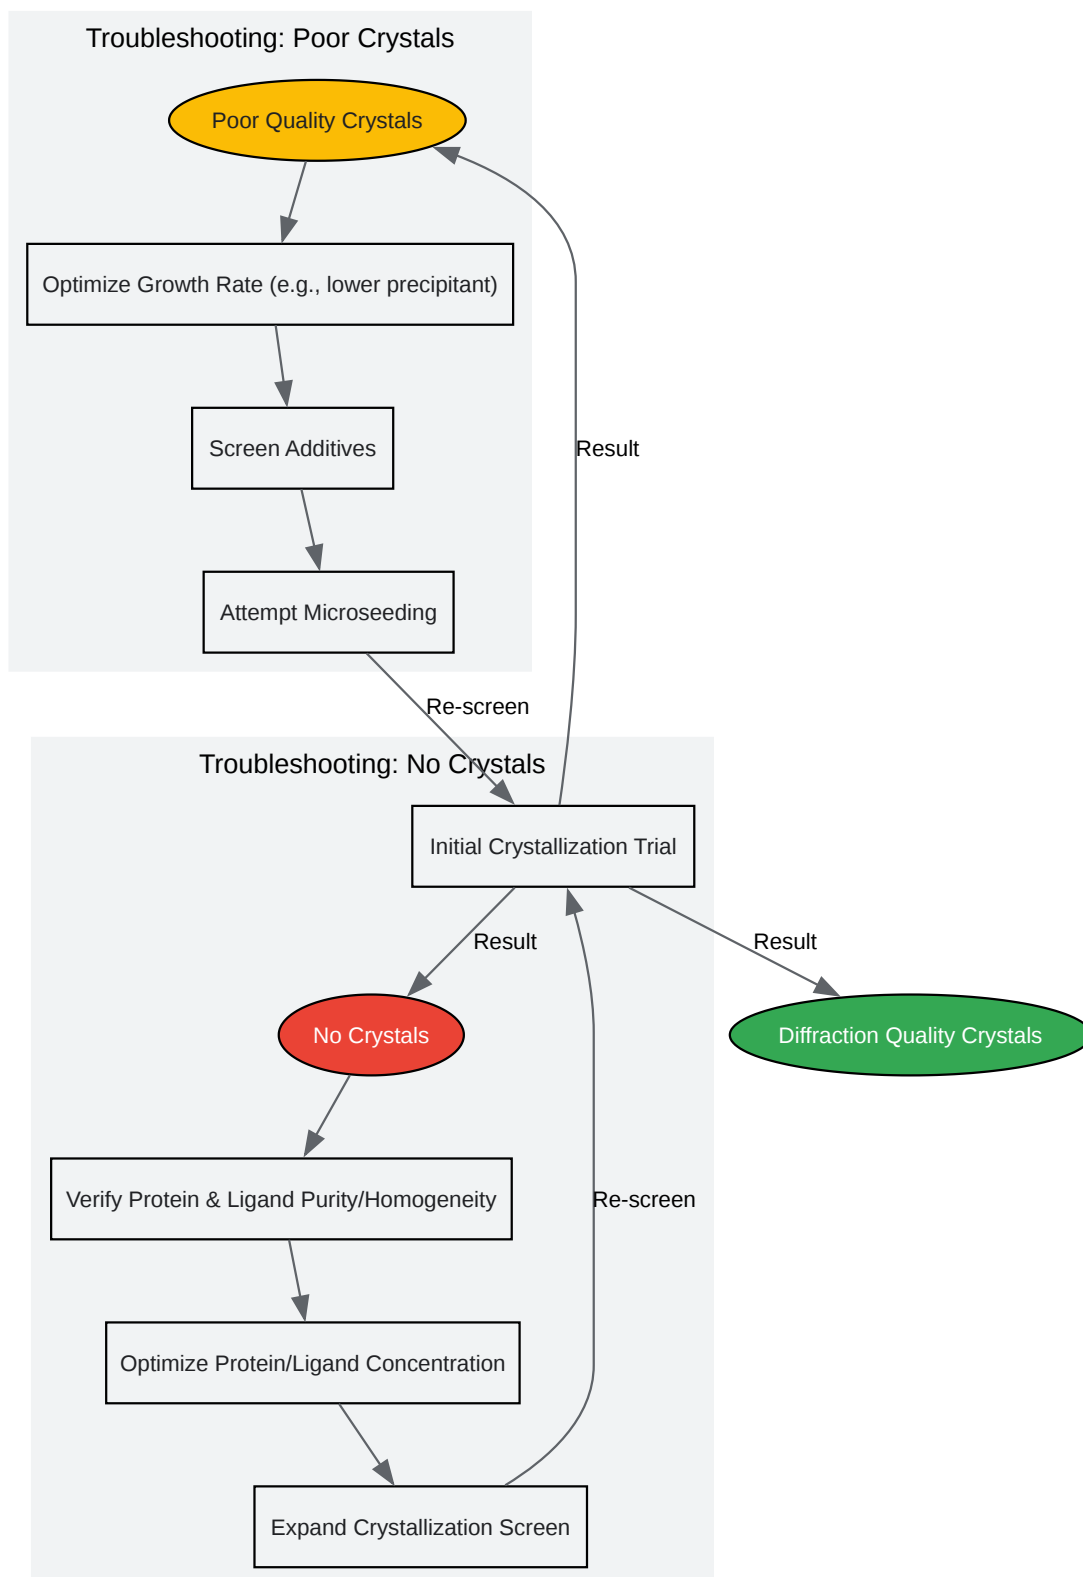 Troubleshooting: Poor Crystals
Poor Quality Crystals
Optimize Growth Rate (e.g., lower precipitant)
Screen Additives
Result
Attempt Microseeding
Re-screen
Troubleshooting: No Crystals
Initial Crystallization Trial
Result
Result
No Crystals
Diffraction Quality Crystals
Verify Protein & Ligand Purity/Homogeneity
Re-screen
Optimize Protein/Ligand Concentration
Expand Crystallization Screen